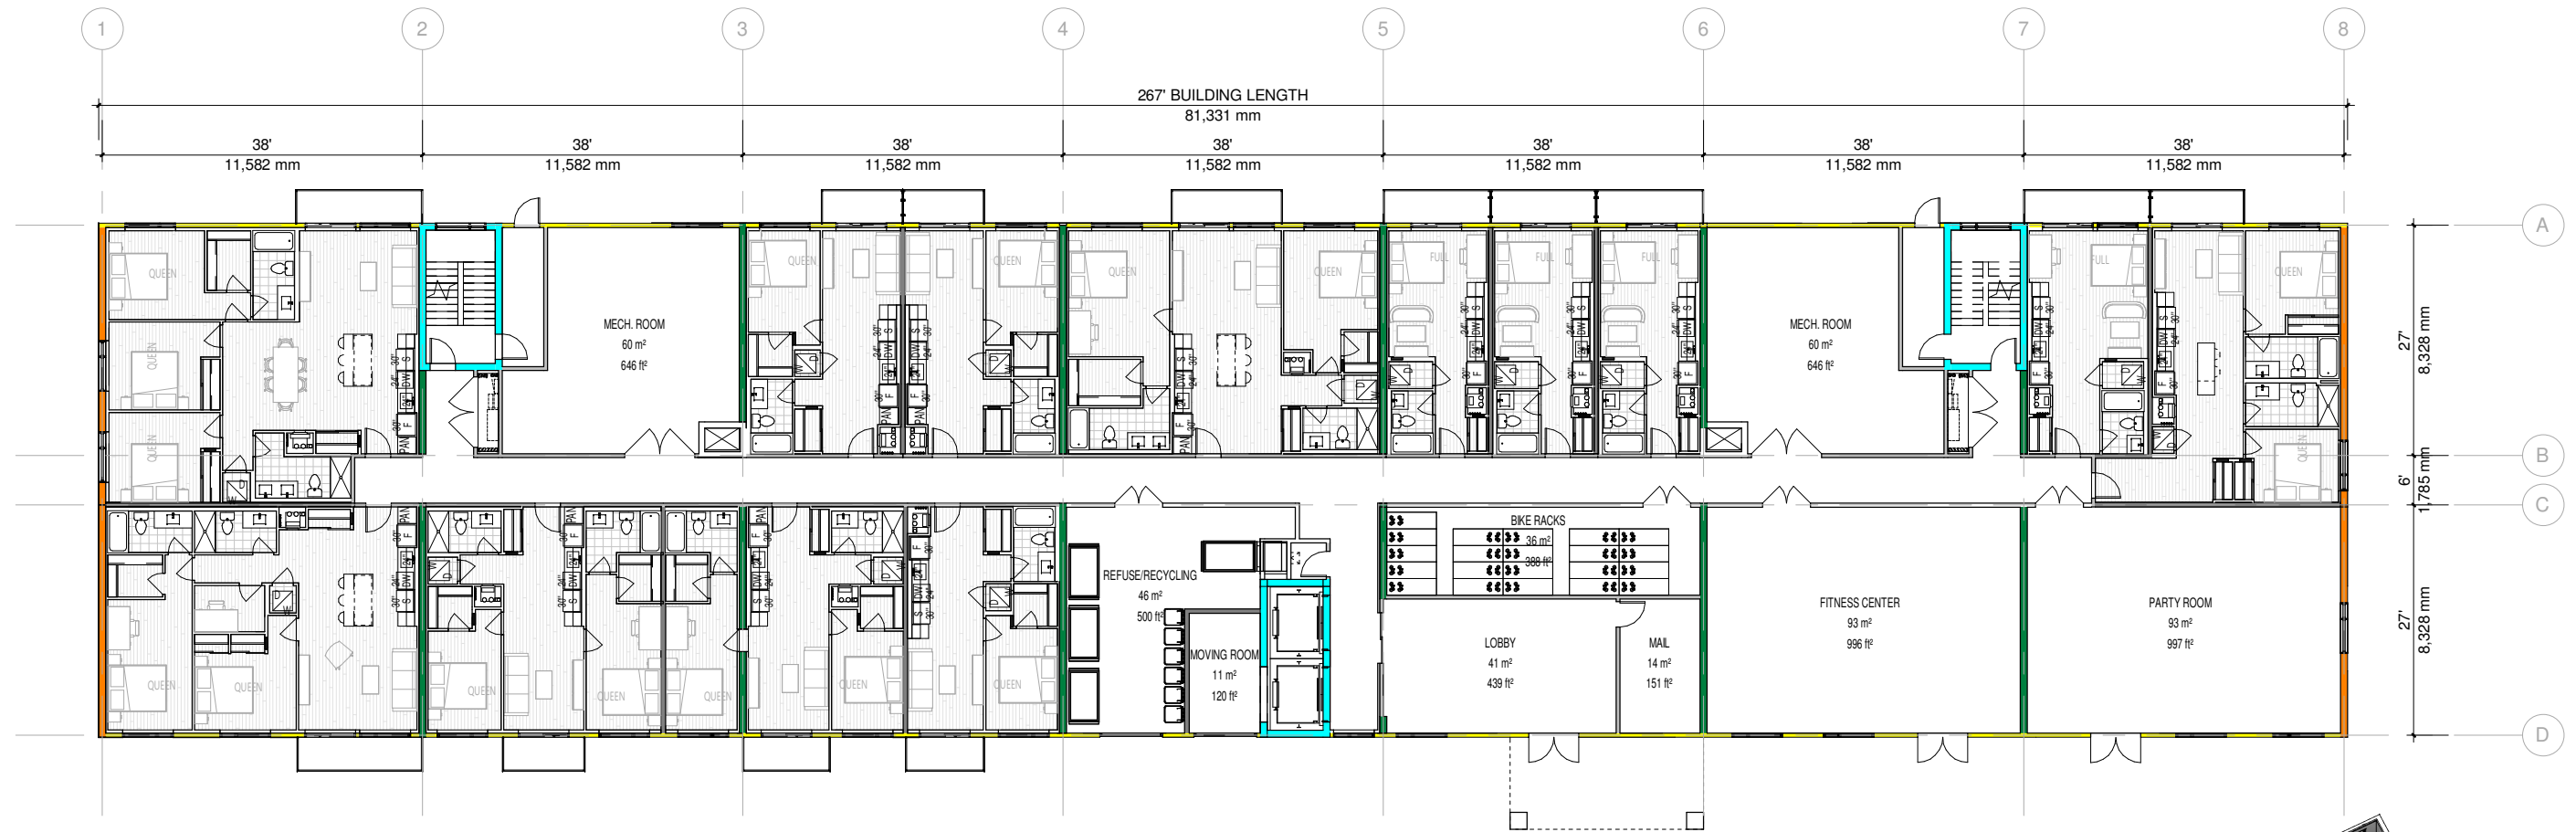 1 2 3 4 5 6 7 8
267' BUILDING LENGTH
81,331 mm
38' 38' 38' 38' 38' 38' 38'
11,582 mm 11,582 mm 11,582 mm 11,582 mm 11,582 mm 11,582 mm 11,582 mm
A
QUEEN QUEEN QUEEN QUEEN QUEEN FULL FULL FULL FULL QUEEN
MECH. ROOM
60 m²
646 ft²
MECH. ROOM
60 m²
646 ft²
27'
8,328 mm
QUEEN
QUEEN
QUEEN
B
6'
1,785 mm
C
BIKE RACKS
36 m²
388 ft²
REFUSE/RECYCLING
46 m²
500 ft²
MOVING ROOM
11 m²
120 ft²
LOBBY
41 m²
439 ft²
MAIL
14 m²
151 ft²
FITNESS CENTER
93 m²
996 ft²
PARTY ROOM
93 m²
997 ft²
27'
8,328 mm
QUEEN QUEEN QUEEN QUEEN QUEEN QUEEN QUEEN
D